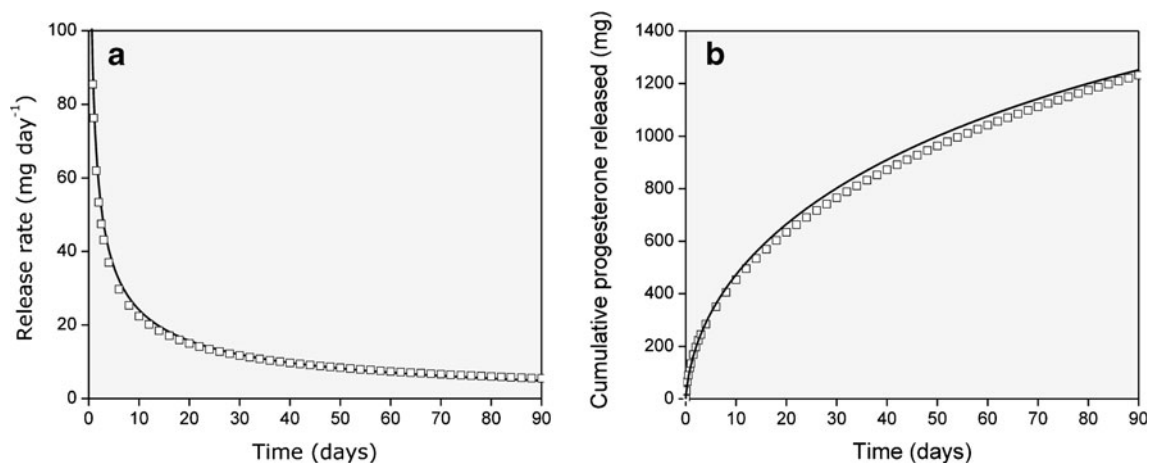 a
Release rate (mg day⁻¹)
100
80
60
40
20
0
0 10 20 30 40 50 60 70 80 90
Time (days)
b
Cumulative progesterone released (mg)
1400
1200
1000
800
600
400
200
0
0 10 20 30 40 50 60 70 80 90
Time (days)